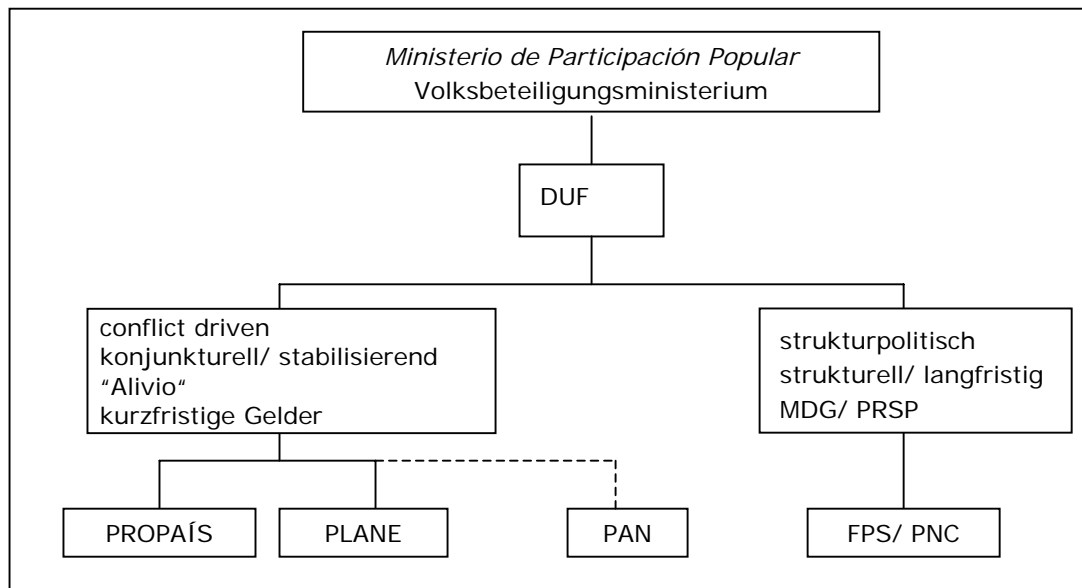 Ministerio de Participación Popular
Volksbeteiligungsministerium
DUF
conflict driven
konjunkturell/ stabilisierend
“Alivio“
kurzfristige Gelder
strukturpolitisch
strukturell/ langfristig
MDG/ PRSP
PROPAÍS
PLANE
PAN
FPS/ PNC